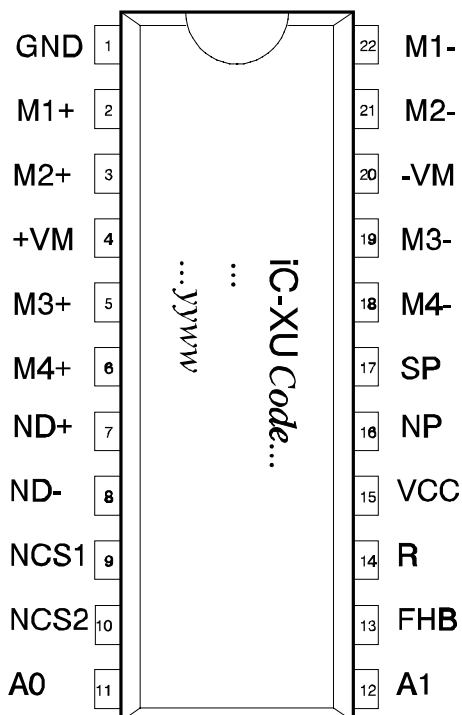 GND 1 22 M1-
M1+ 2 21 M2-
M2+ 3 20 -VM
+VM 4 19 M3-
M3+ 5 18 M4-
M4+ 6 17 SP
ND+ 7 16 NP
ND- 8 15 VCC
NCS1 9 14 R
NCS2 10 13 FHB
A0 11 12 A1
iC-XU Code...
...
...yyww